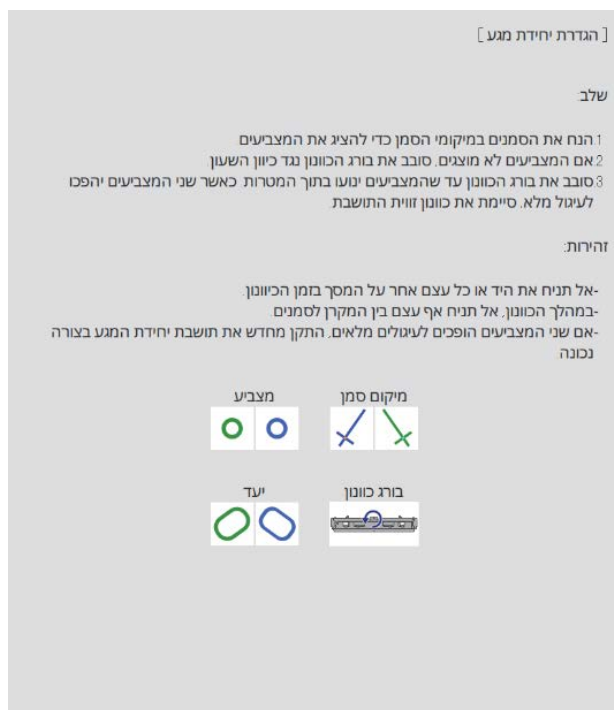 [ הגדרת יחידת מגע ]
שלב:
1 הנח את הסמנים במיקומי הסמן כדי להציג את המצביעים
2 אם המצביעים לא מוצגים, סובב את בורג הכוונון נגד כיוון השעון.
3 סובב את בורג הכוונון עד שהמצביעים ינועו בתוך המטרות. כאשר שני המצביעים יהפכו
לעיגול מלא, סיימת את כוונון זווית התושבת
זהירות:
-אל תניח את היד או כל עצם אחר על המסך בזמן הכיוונון.
-במהלך הכוונון, אל תניח אף עצם בין המקרן לסמנים.
-אם שני המצביעים הופכים לעיגולים מלאים, התקן מחדש את תושבת יחידת המגע בצורה
נכונה.
מיקום סמן
מצביע
בורג כוונון
יעד